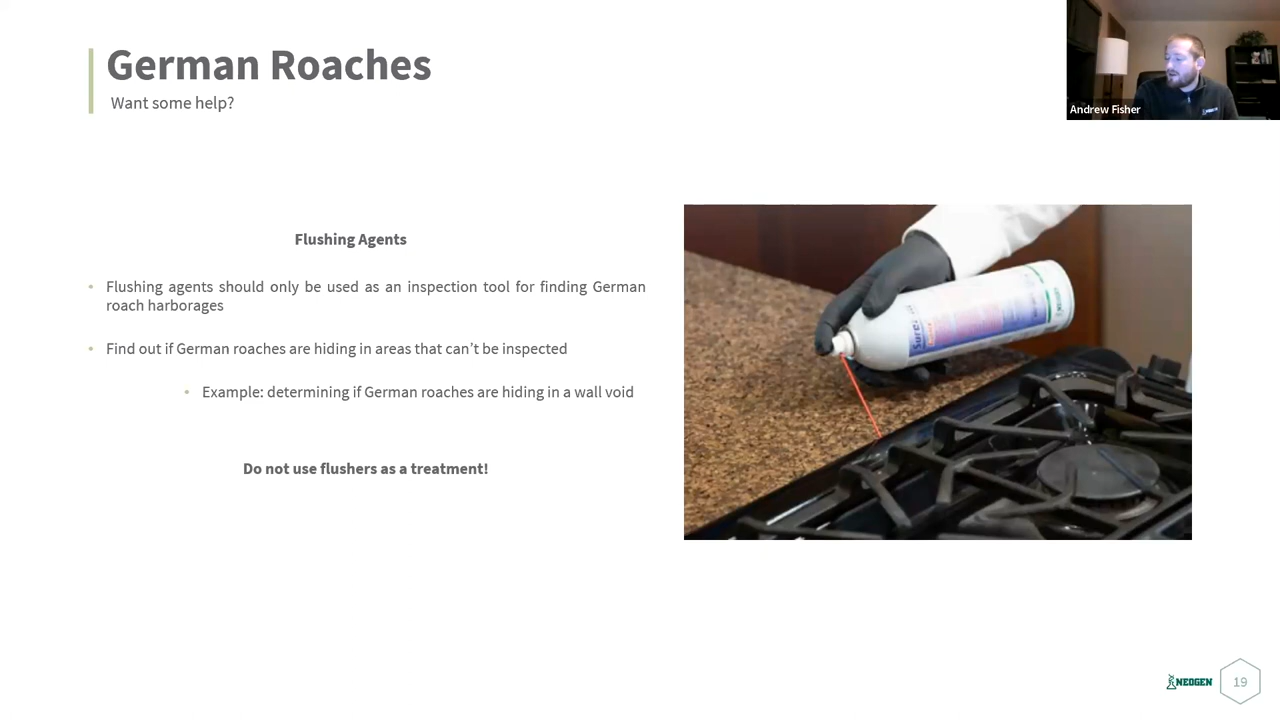 German Roaches
Want some help?
Andrew Fisher
Flushing Agents
• Flushing agents should only be used as an inspection tool for finding German
roach harborages
• Find out if German roaches are hiding in areas that can’t be inspected
• Example: determining if German roaches are hiding in a wall void
Do not use flushers as a treatment!
NEOGEN
19